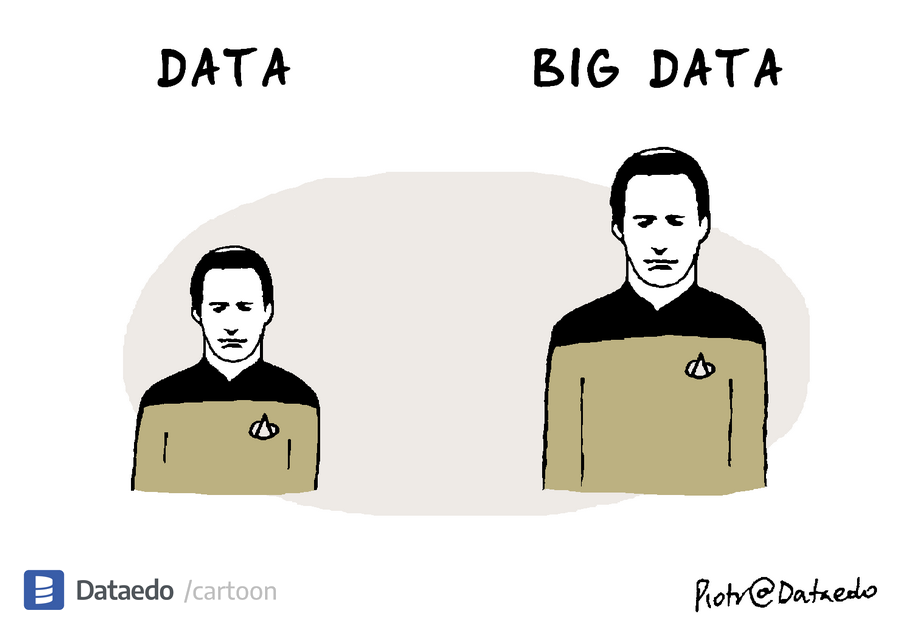 DATA
BIG DATA
Dataedo /cartoon
Piotr@Dataedo